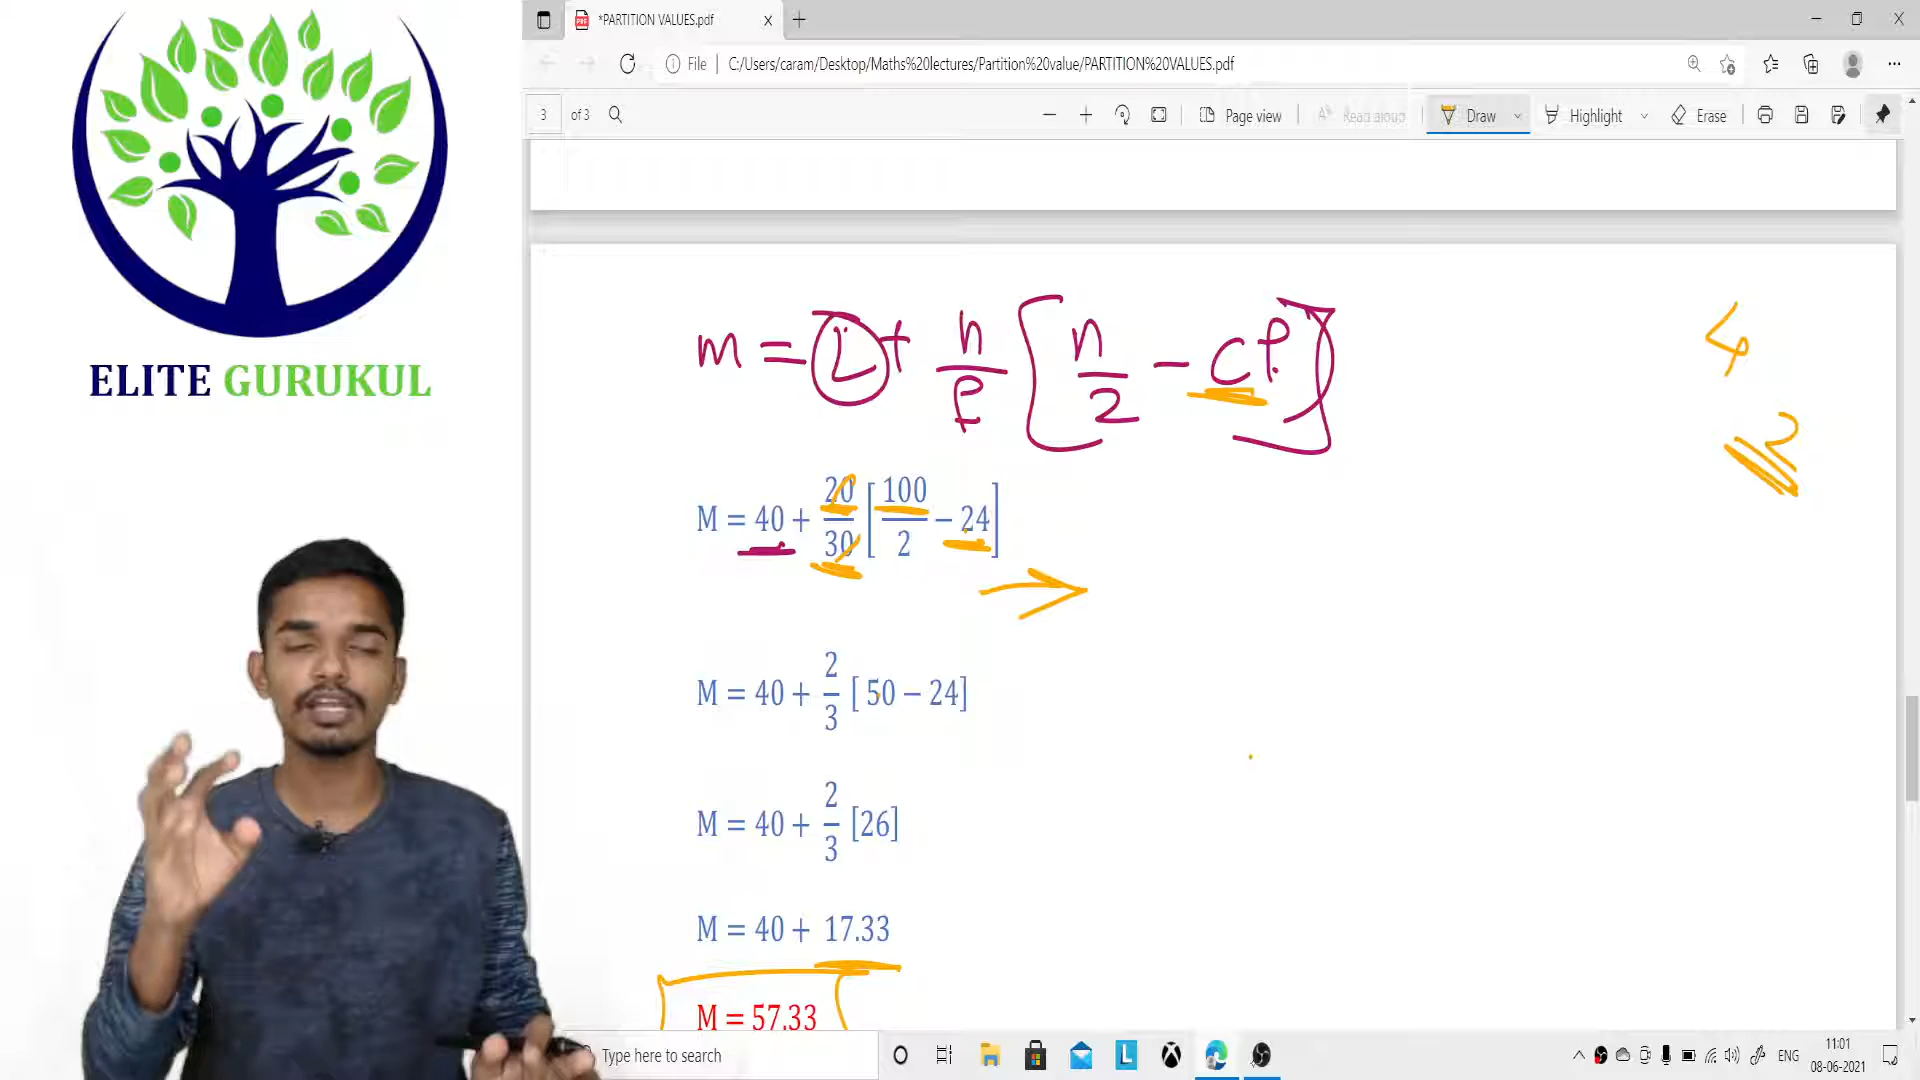 *PARTITION VALUES.pdf
File C:/Users/caram/Desktop/Maths%20lectures/Partition%20value/PARTITION%20VALUES.pdf
3 of 3 Page view Read aloud Draw Highlight Erase
ELITE GURUKUL
m = L + h/f [ n/2 - cf ]
4
2
M = 40 + 20/30 [ 100/2 − 24 ]
M = 40 + 2/3 [ 50 − 24]
M = 40 + 2/3 [26]
M = 40 + 17.33
M = 57.33
Type here to search
ENG
11:01
08-06-2021